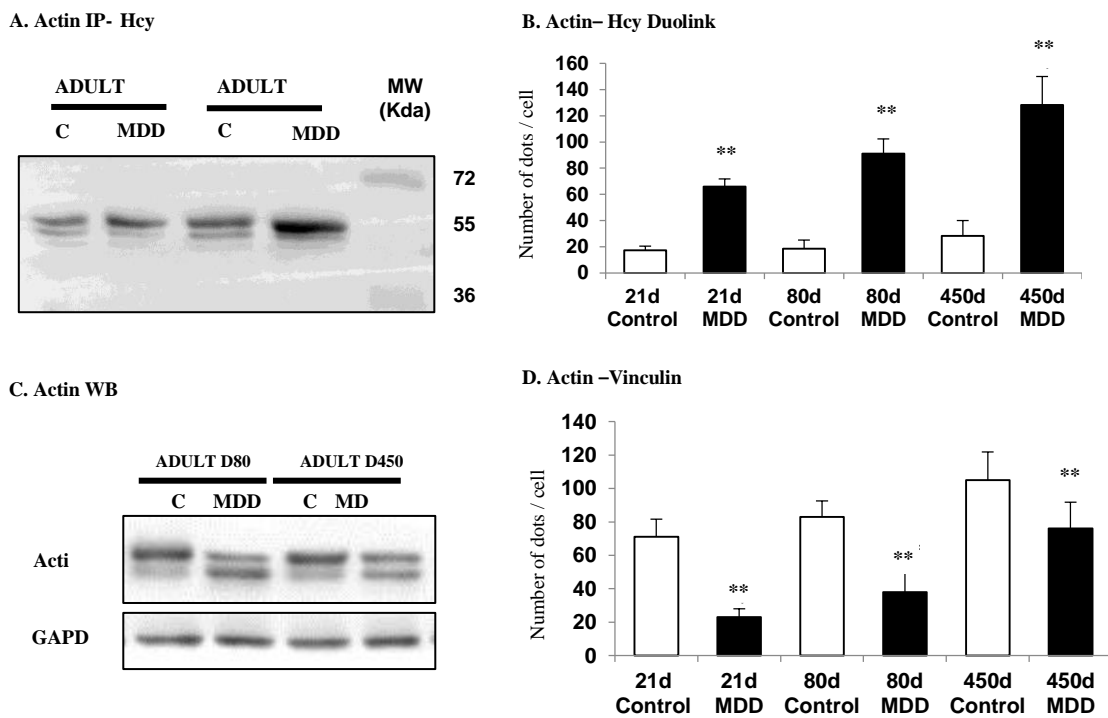 A. Actin IP- Hcy
ADULT ADULT MW
(Kda)
C MDD C MDD
72
55
36
B. Actin– Hcy Duolink
Number of dots / cell
160
140
120
100
80
60
40
20
0
**
**
**
21d 21d 80d 80d 450d 450d
Control MDD Control MDD Control MDD
C. Actin WB
ADULT D80 ADULT D450
C MDD C MD
Acti
GAPD
D. Actin –Vinculin
Number of dots / cell
140
120
100
80
60
40
20
0
**
**
**
21d 21d 80d 80d 450d 450d
Control MDD Control MDD Control MDD